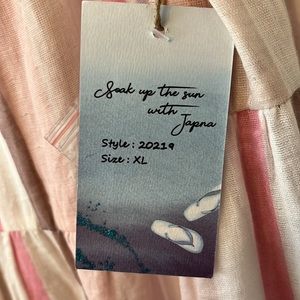 Soak up the sun
with
Japna
Style : 20219
Size : XL